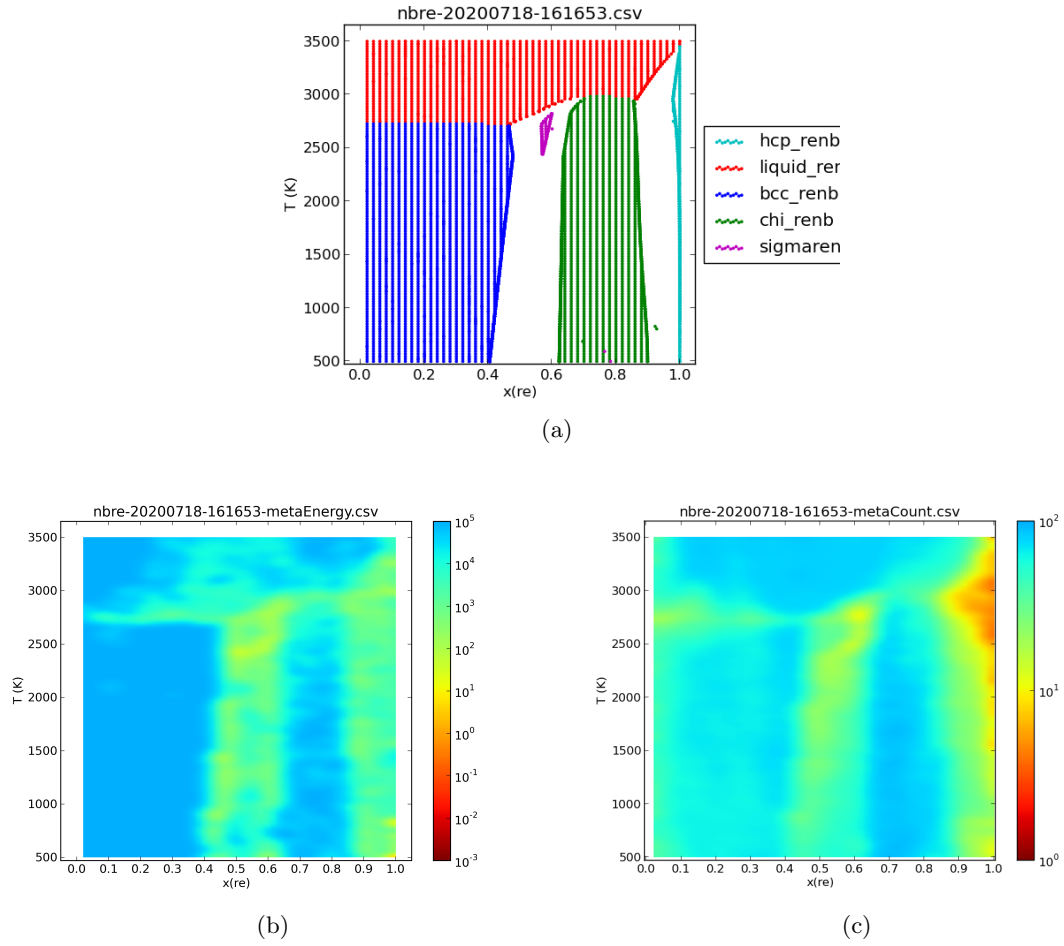 nbre-20200718-161653.csv
3500
3000
2500
2000
1500
1000
500
T (K)
0.0 0.2 0.4 0.6 0.8 1.0
x(re)
hcp_renb
liquid_rer
bcc_renb
chi_renb
sigmaren
(a)
nbre-20200718-161653-metaEnergy.csv
3500
3000
2500
2000
1500
1000
500
T (K)
0.0 0.1 0.2 0.3 0.4 0.5 0.6 0.7 0.8 0.9 1.0
x(re)
10^5
10^4
10^3
10^2
10^1
10^0
10^-1
10^-2
10^-3
(b)
nbre-20200718-161653-metaCount.csv
3500
3000
2500
2000
1500
1000
500
T (K)
0.0 0.1 0.2 0.3 0.4 0.5 0.6 0.7 0.8 0.9 1.0
x(re)
10^2
10^1
10^0
(c)